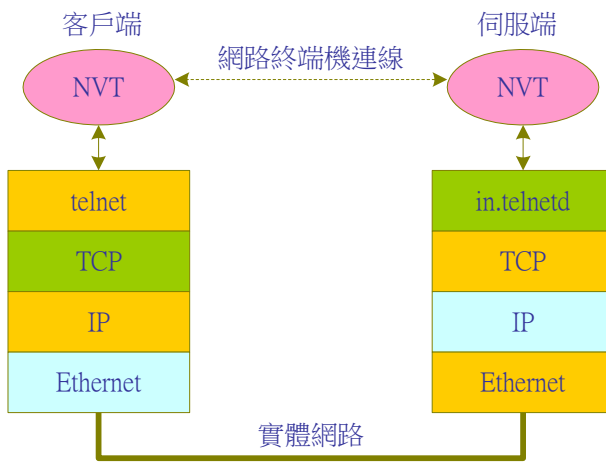 客戶端
伺服端
NVT
網路終端機連線
NVT
telnet
in.telnetd
TCP
TCP
IP
IP
Ethernet
Ethernet
實體網路